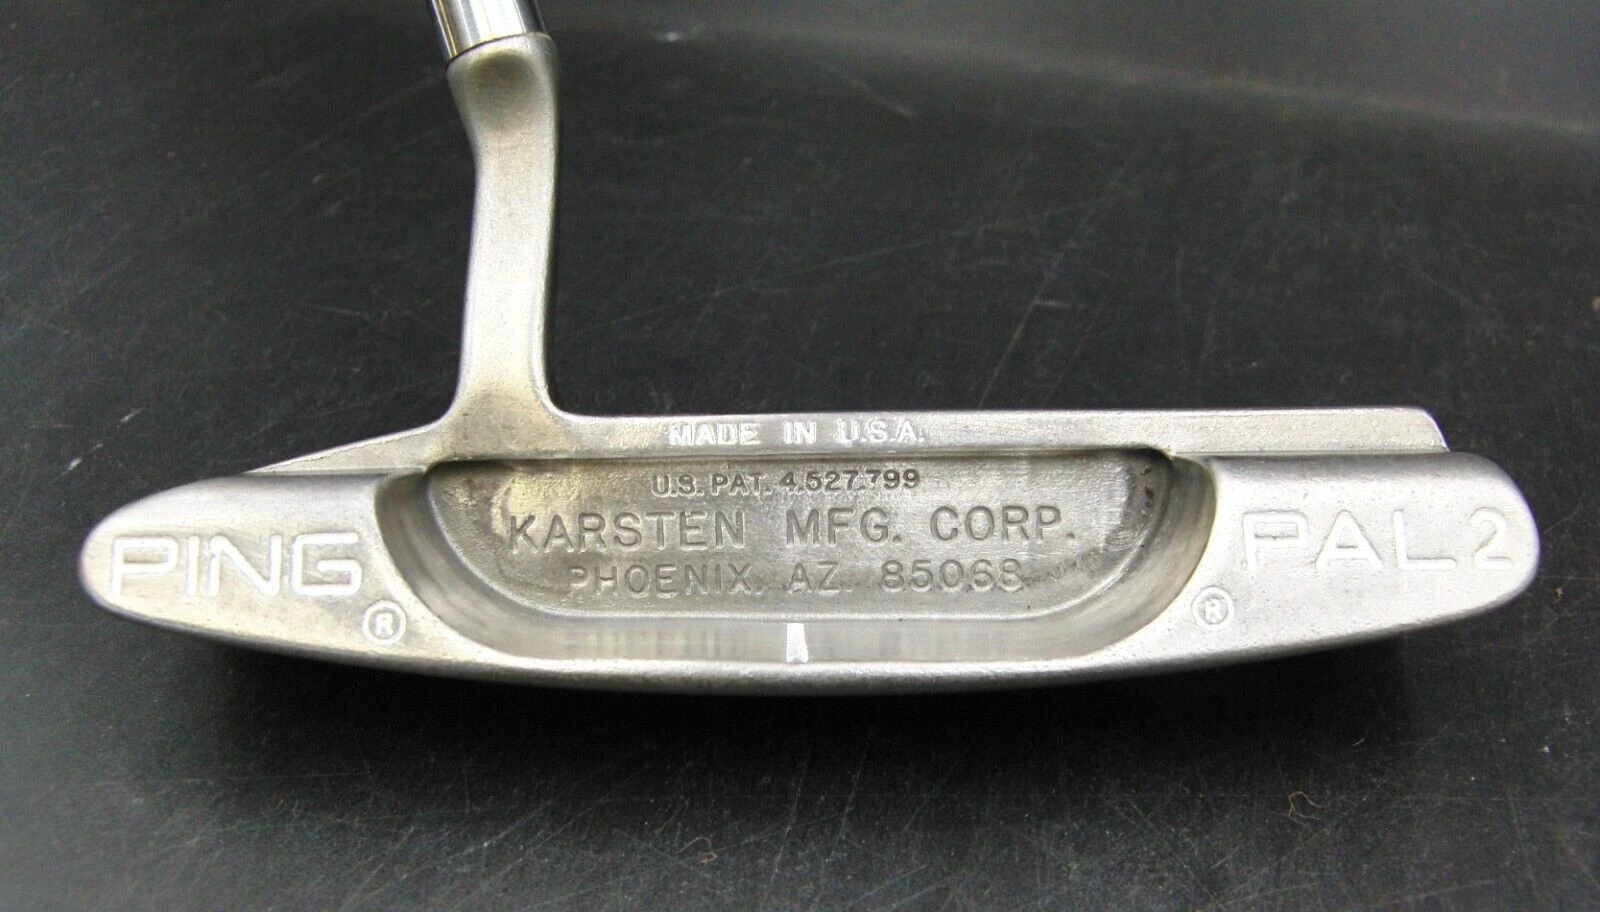 MADE IN U.S.A.
U.S. PAT. 4,527,799
KARSTEN MFG. CORP.
PHOENIX, AZ. 85068
PING ®
PAL 2 ®